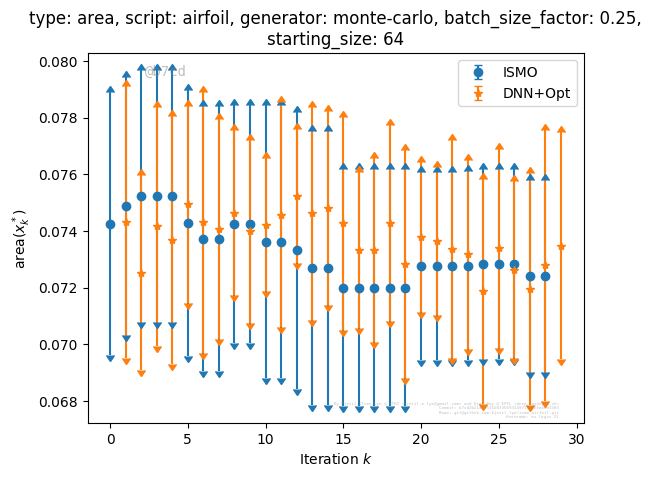 type: area, script: airfoil, generator: monte-carlo, batch_size_factor: 0.25,
starting_size: 64
0.080
0.078
0.076
0.074
0.072
0.070
0.068
area(x_k^*)
ISMO
DNN+Opt
0
5
10
15
20
25
30
Iteration k